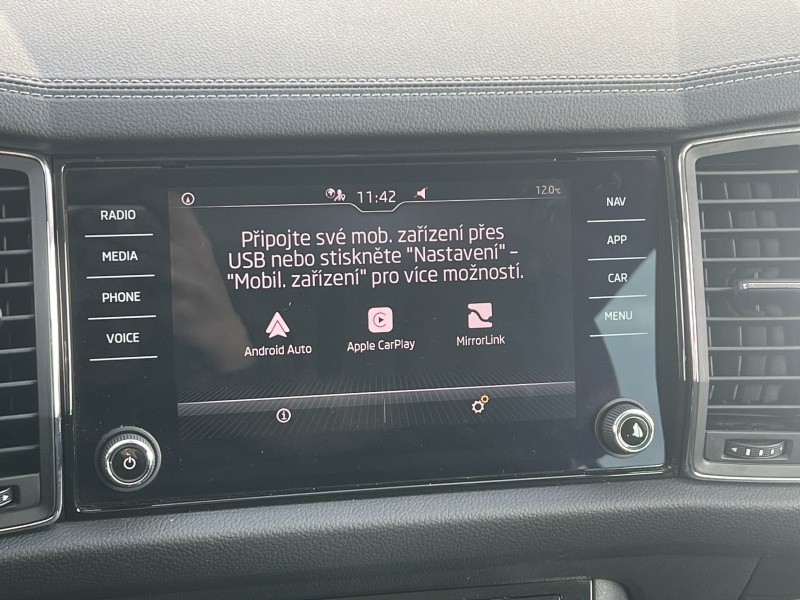 11:42
12.0°C
RADIO
MEDIA
PHONE
VOICE
Připojte své mob. zařízení přes
USB nebo stiskněte "Nastavení" –
"Mobil. zařízení" pro více možností.
Android Auto
Apple CarPlay
MirrorLink
NAV
APP
CAR
MENU